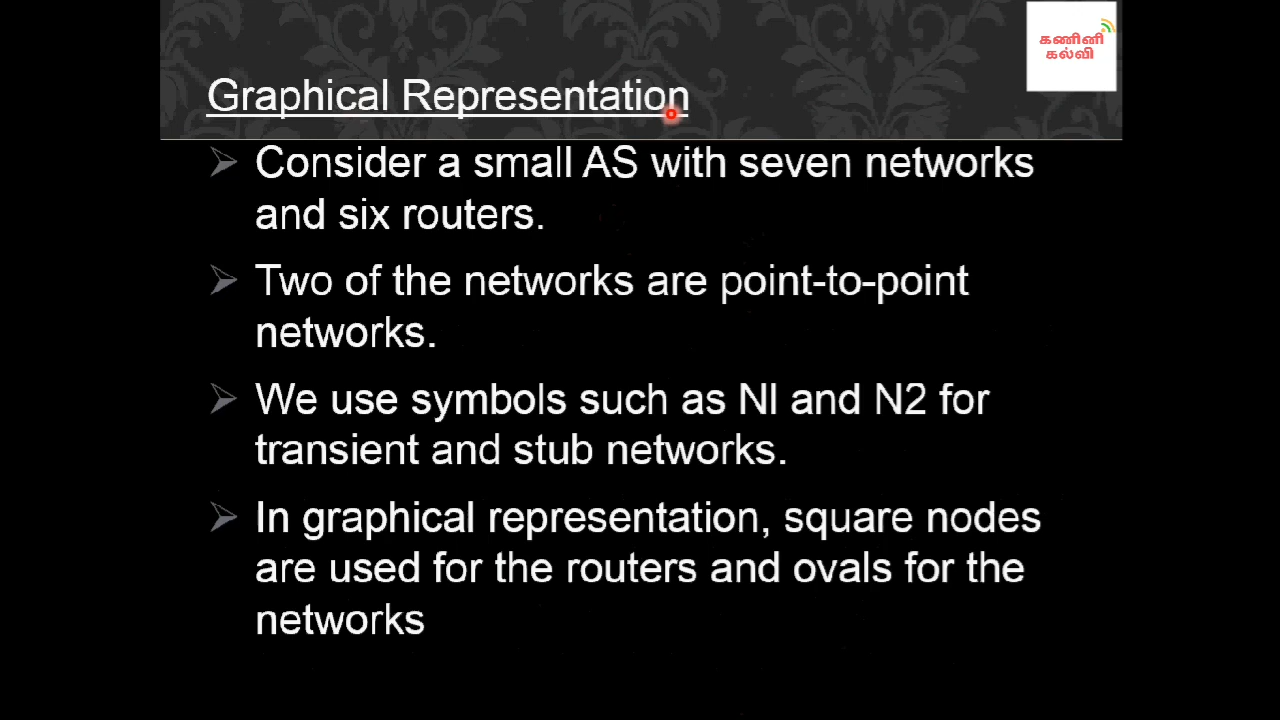 கணினி
கல்வி
Graphical Representation
Consider a small AS with seven networks
and six routers.
Two of the networks are point-to-point
networks.
We use symbols such as Nl and N2 for
transient and stub networks.
In graphical representation, square nodes
are used for the routers and ovals for the
networks